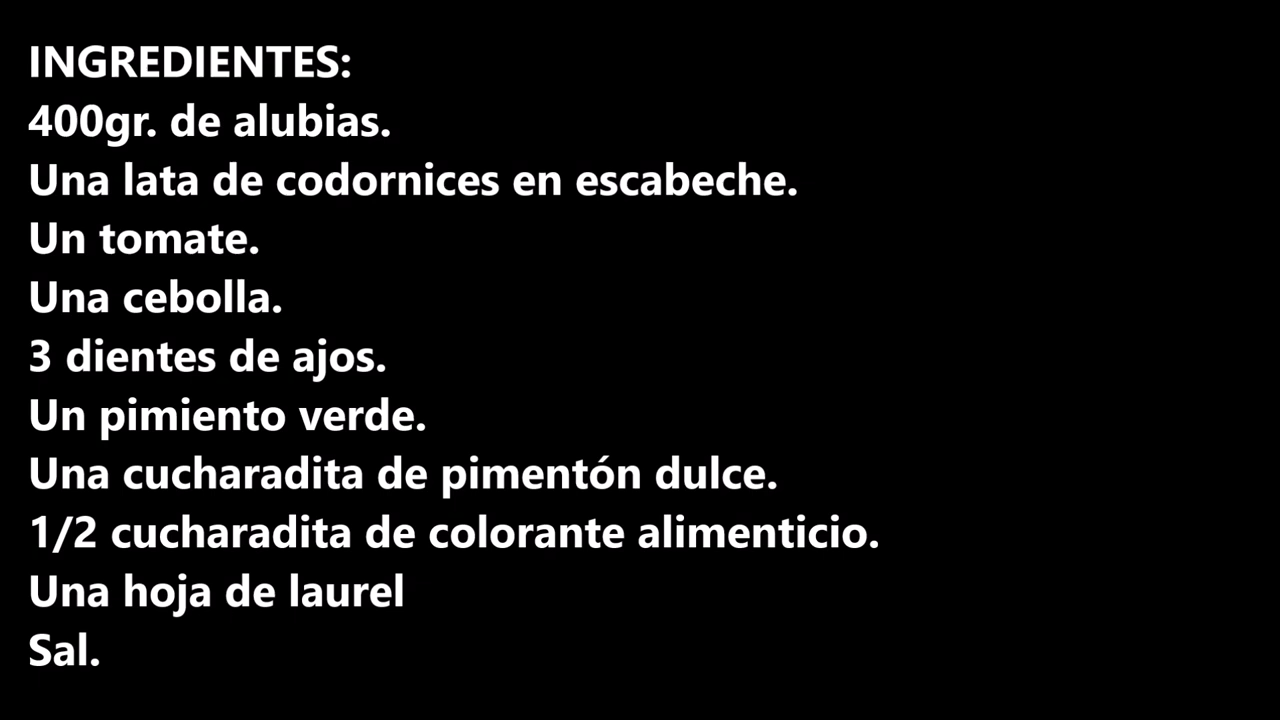 INGREDIENTES:
400gr. de alubias.
Una lata de codornices en escabeche.
Un tomate.
Una cebolla.
3 dientes de ajos.
Un pimiento verde.
Una cucharadita de pimentón dulce.
1/2 cucharadita de colorante alimenticio.
Una hoja de laurel
Sal.